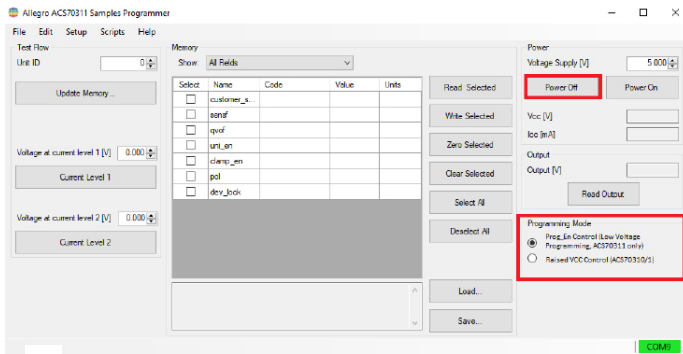 Allegro ACS70311 Samples Programmer
File Edit Setup Scripts Help
Test Flow
Unit ID 0
Update Memory...
Voltage at current level 1 [V] 0.000
Current Level 1
Voltage at current level 2 [V] 0.000
Current Level 2
Memory
Show: All Fields
Select Name Code Value Units
customer_s...
sensf
qvof
uni_en
clamp_en
pol
dev_lock
Read Selected
Write Selected
Zero Selected
Clear Selected
Select All
Deselect All
Load...
Save...
Power
Voltage Supply [V] 5.000
Power Off Power On
Vcc [V]
Icc [mA]
Output
Output [V]
Read Output
Programming Mode
Prog_En Control (Low Voltage
Programming, ACS70311 only)
Raised VCC Control (ACS70310/1)
COM9